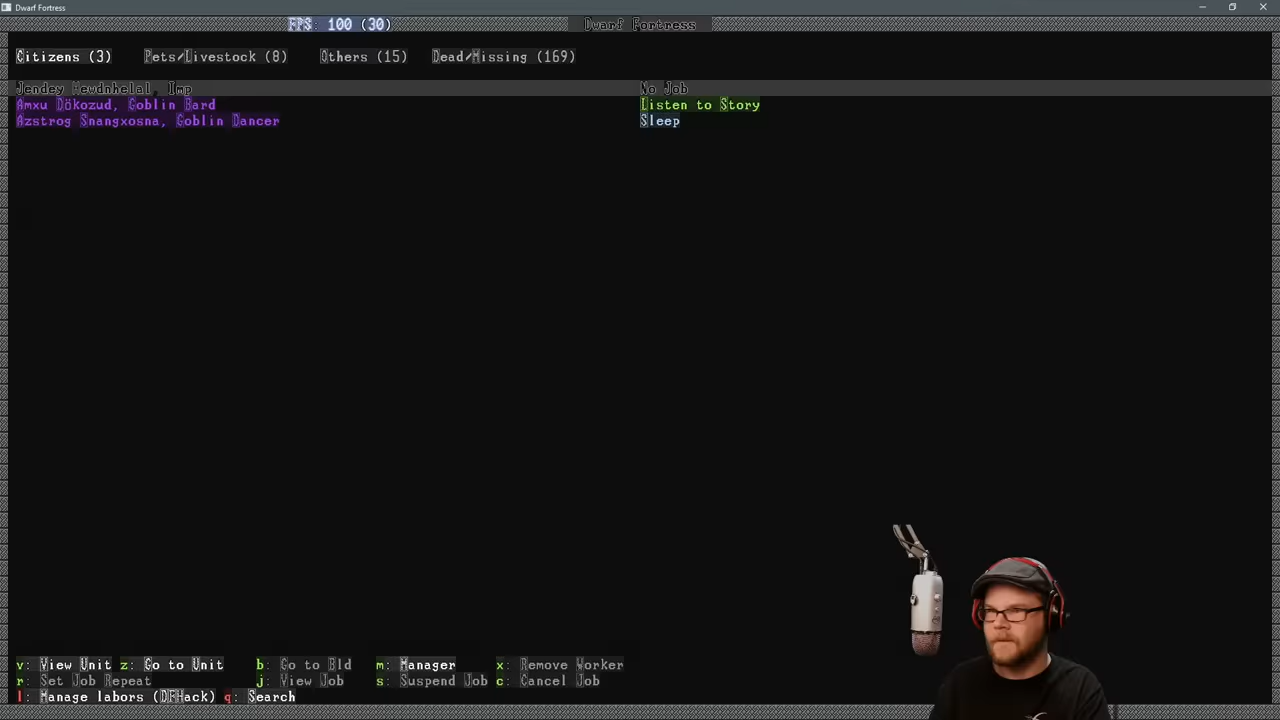 Dwarf Fortress
FPS: 100 (30) Dwarf Fortress
Citizens (3) Pets/Livestock (8) Others (15) Dead/Missing (169)
Jendey Hewdnhelal, Imp No Job
Amxu Dökozud, Goblin Bard Listen to Story
Azstrog Snangxosna, Goblin Dancer Sleep
v: View Unit z: Go to Unit b: Go to Bld m: Manager x: Remove Worker
r: Set Job Repeat j: View Job s: Suspend Job c: Cancel Job
l: Manage labors (DFHack) q: Search